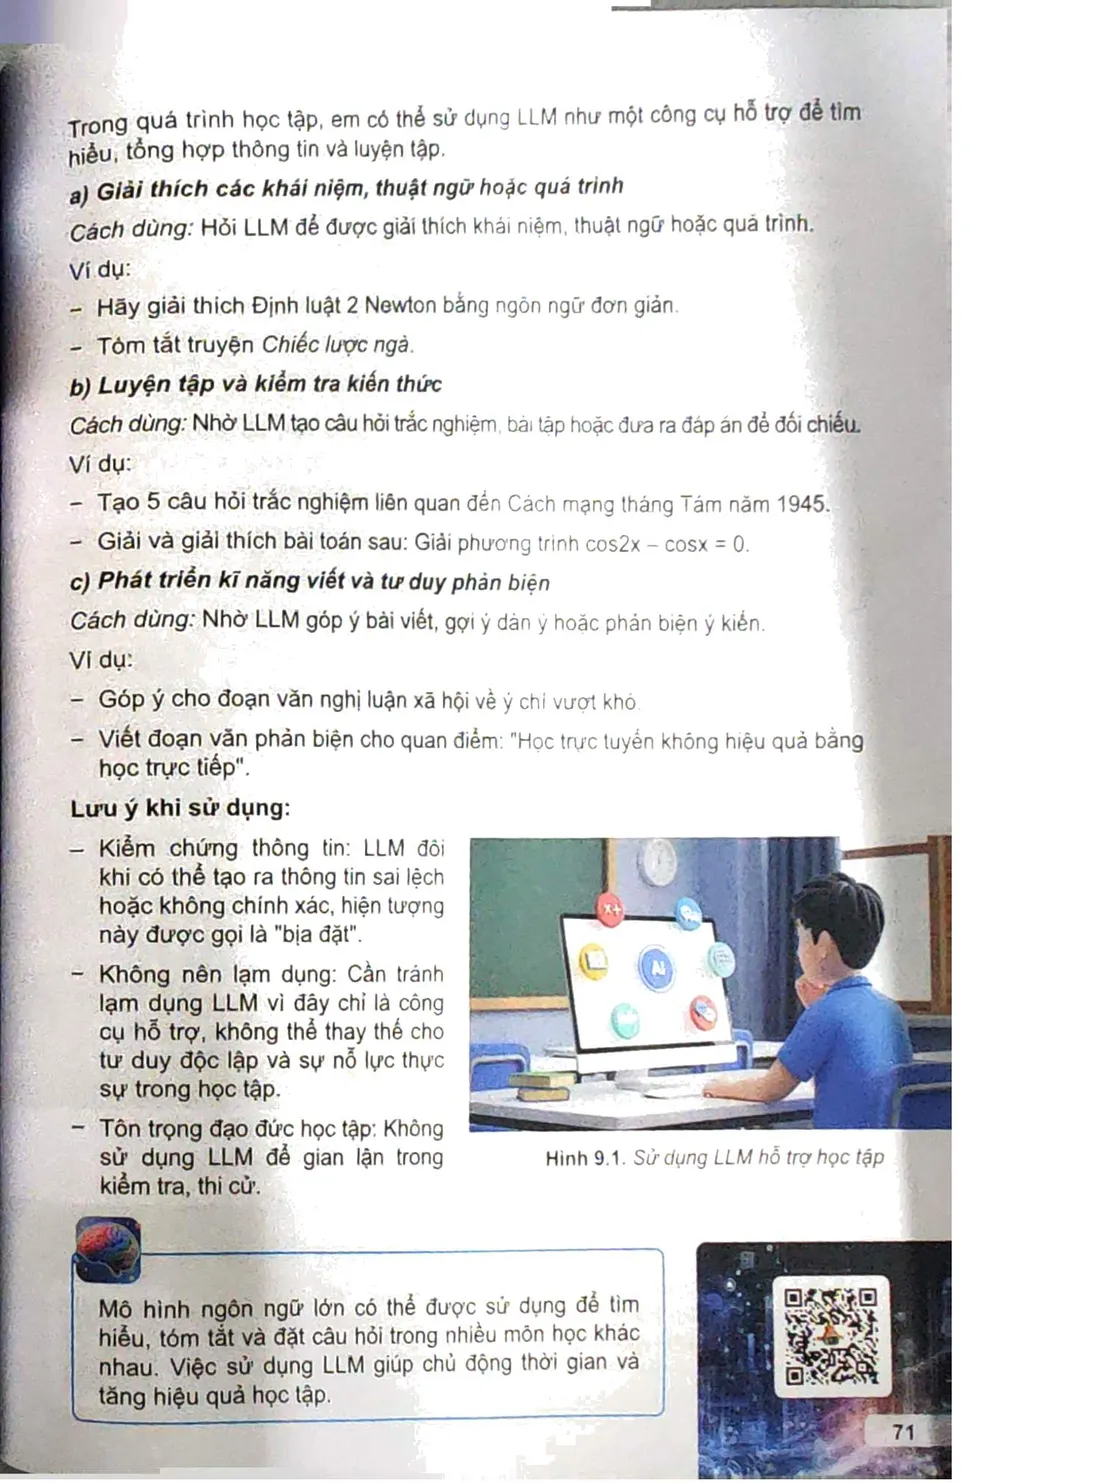 Trong quá trình học tập, em có thể sử dụng LLM như một công cụ hỗ trợ để tìm
hiểu, tổng hợp thông tin và luyện tập.
a) Giải thích các khái niệm, thuật ngữ hoặc quá trình
Cách dùng: Hỏi LLM để được giải thích khái niệm, thuật ngữ hoặc quá trình.
Ví dụ:
– Hãy giải thích Định luật 2 Newton bằng ngôn ngữ đơn giản.
– Tóm tắt truyện Chiếc lược ngà.
b) Luyện tập và kiểm tra kiến thức
Cách dùng: Nhờ LLM tạo câu hỏi trắc nghiệm, bài tập hoặc đưa ra đáp án để đối chiếu.
Ví dụ:
– Tạo 5 câu hỏi trắc nghiệm liên quan đến Cách mạng tháng Tám năm 1945.
– Giải và giải thích bài toán sau: Giải phương trình cos2x – cosx = 0.
c) Phát triển kĩ năng viết và tư duy phản biện
Cách dùng: Nhờ LLM góp ý bài viết, gợi ý dàn ý hoặc phản biện ý kiến.
Ví dụ:
– Góp ý cho đoạn văn nghị luận xã hội về ý chí vượt khó.
– Viết đoạn văn phản biện cho quan điểm: "Học trực tuyến không hiệu quả bằng
học trực tiếp".
Lưu ý khi sử dụng:
– Kiểm chứng thông tin: LLM đôi
khi có thể tạo ra thông tin sai lệch
hoặc không chính xác, hiện tượng
này được gọi là "bịa đặt".
– Không nên lạm dụng: Cần tránh
lạm dụng LLM vì đây chỉ là công
cụ hỗ trợ, không thể thay thế cho
tư duy độc lập và sự nỗ lực thực
sự trong học tập.
– Tôn trọng đạo đức học tập: Không
sử dụng LLM để gian lận trong
kiểm tra, thi cử.
AI
Hình 9.1. Sử dụng LLM hỗ trợ học tập
Mô hình ngôn ngữ lớn có thể được sử dụng để tìm
hiểu, tóm tắt và đặt câu hỏi trong nhiều môn học khác
nhau. Việc sử dụng LLM giúp chủ động thời gian và
tăng hiệu quả học tập.
71